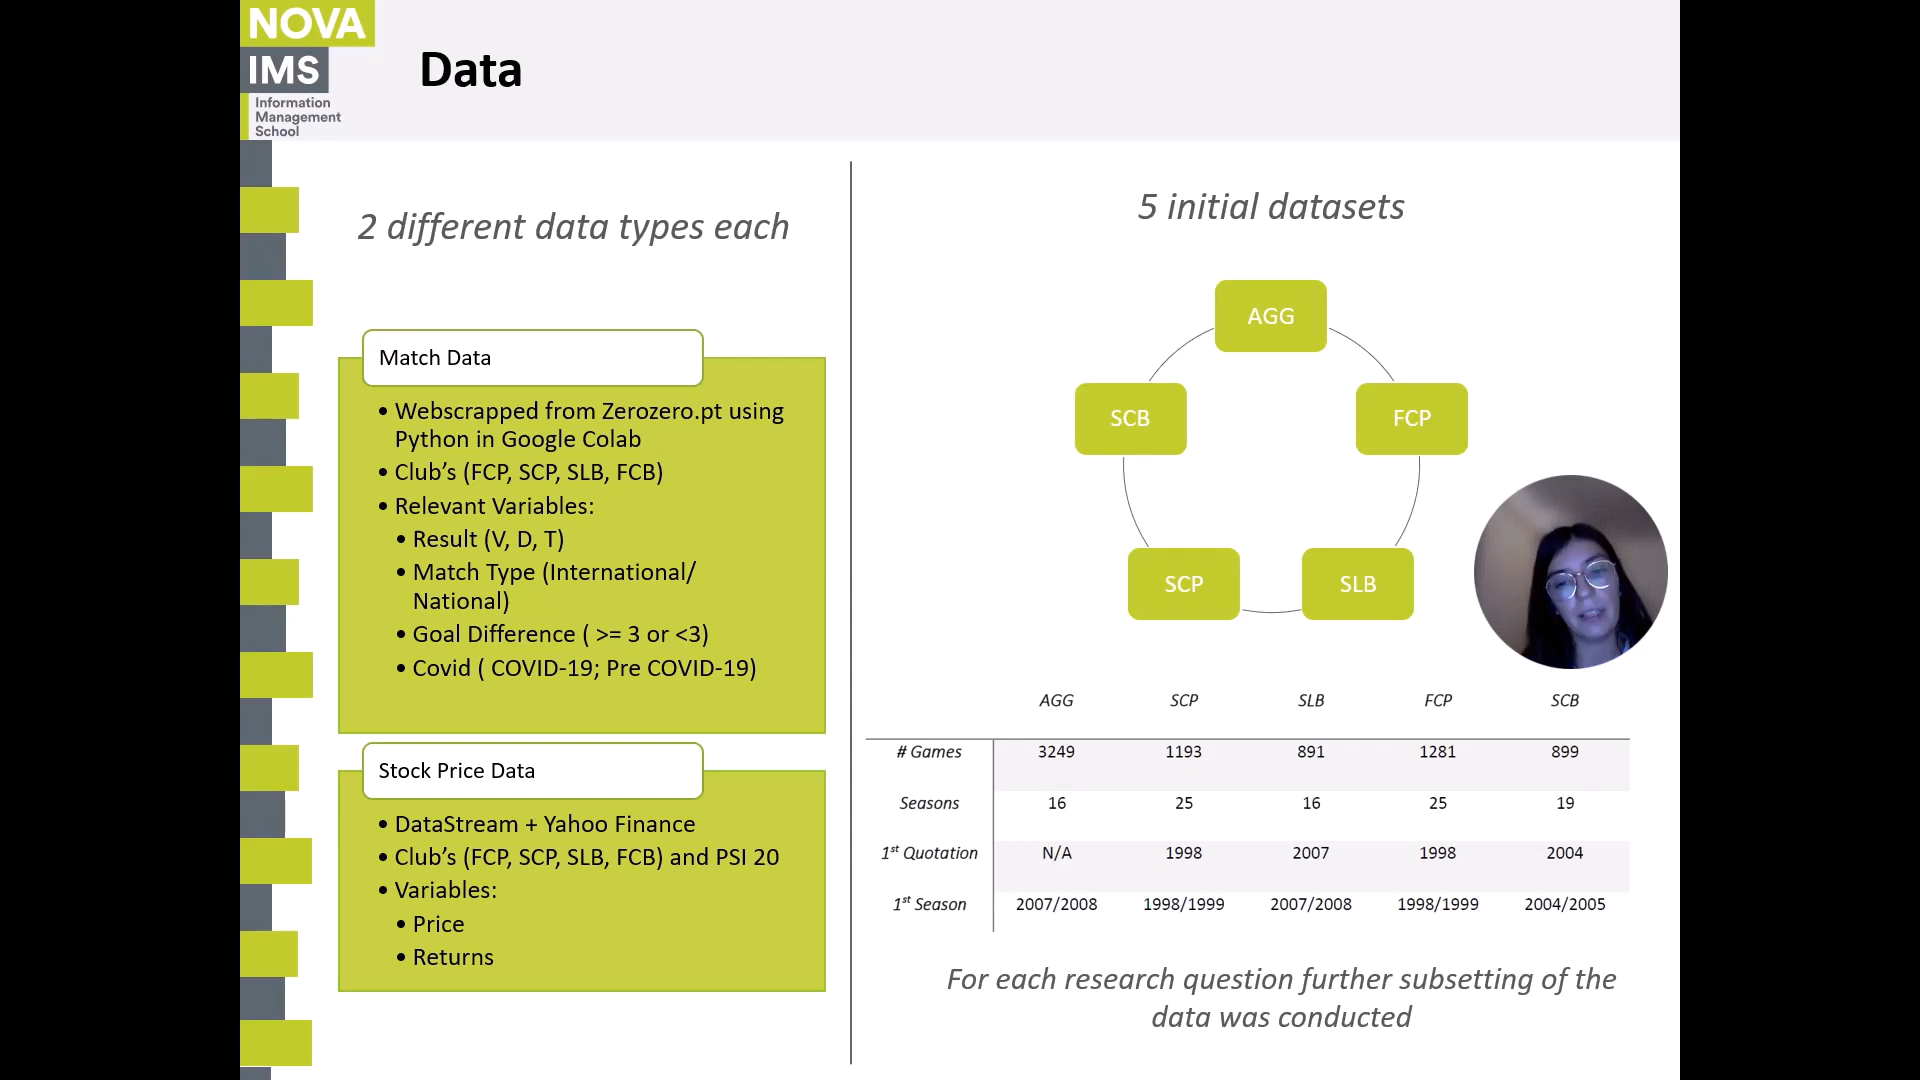 NOVA
IMS
Information
Management
School
Data
2 different data types each
Match Data
• Webscrapped from Zerozero.pt using
Python in Google Colab
• Club’s (FCP, SCP, SLB, FCB)
• Relevant Variables:
• Result (V, D, T)
• Match Type (International/
National)
• Goal Difference ( >= 3 or <3)
• Covid ( COVID-19; Pre COVID-19)
Stock Price Data
• DataStream + Yahoo Finance
• Club’s (FCP, SCP, SLB, FCB) and PSI 20
• Variables:
• Price
• Returns
5 initial datasets
AGG
SCB
FCP
SCP
SLB
AGG SCP SLB FCP SCB
# Games 3249 1193 891 1281 899
Seasons 16 25 16 25 19
1st Quotation N/A 1998 2007 1998 2004
1st Season 2007/2008 1998/1999 2007/2008 1998/1999 2004/2005
For each research question further subsetting of the
data was conducted